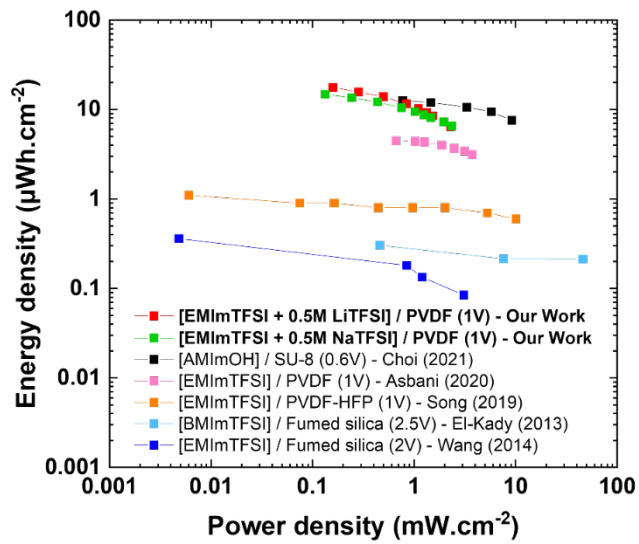 100
10
1
0.1
0.01
0.001
Energy density (µWh.cm⁻²)
[EMImTFSI + 0.5M LiTFSI] / PVDF (1V) - Our Work
[EMImTFSI + 0.5M NaTFSI] / PVDF (1V) - Our Work
[AMImOH] / SU-8 (0.6V) - Choi (2021)
[EMImTFSI] / PVDF (1V) - Asbani (2020)
[EMImTFSI] / PVDF-HFP (1V) - Song (2019)
[BMImTFSI] / Fumed silica (2.5V) - El-Kady (2013)
[EMImTFSI] / Fumed silica (2V) - Wang (2014)
0.001 0.01 0.1 1 10 100
Power density (mW.cm⁻²)